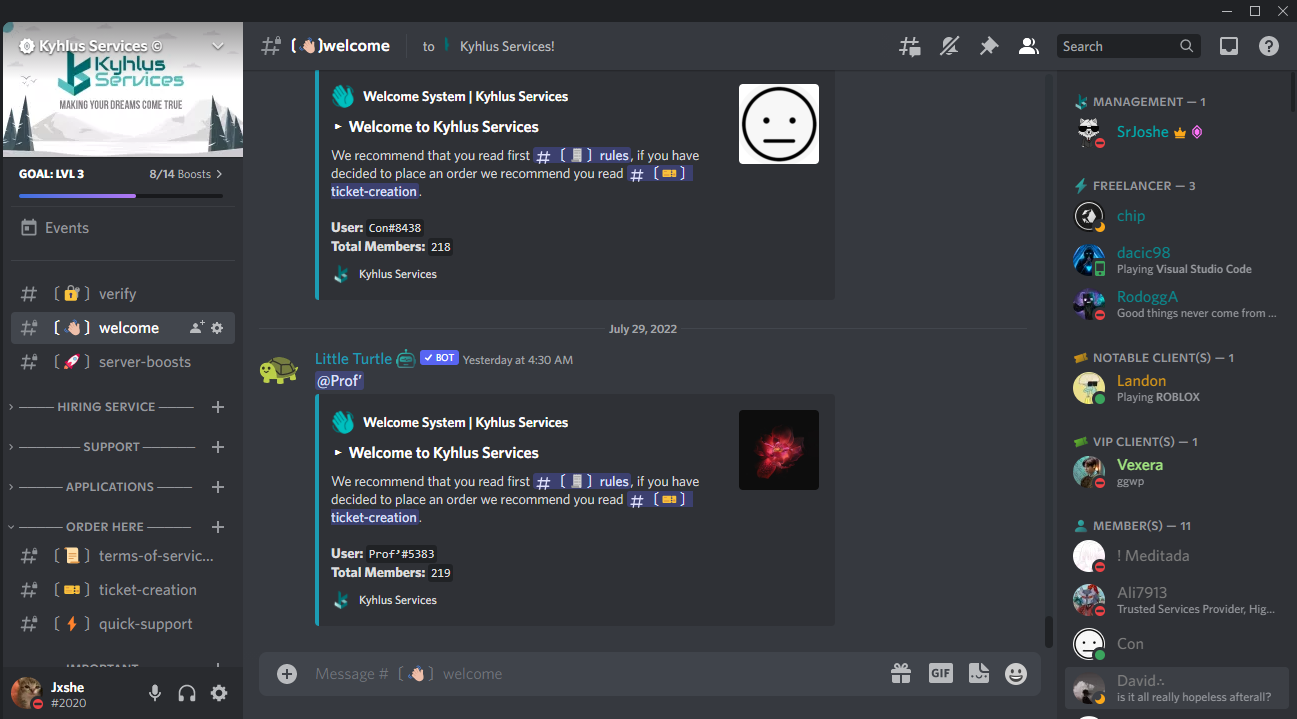 Kyhlus Services ©
Kyhlus
Services
MAKING YOUR DREAMS COME TRUE
GOAL: LVL 3
8/14 Boosts
Events
verify
welcome
server-boosts
HIRING SERVICE
SUPPORT
APPLICATIONS
ORDER HERE
terms-of-servic...
ticket-creation
quick-support
IMPORTANT
Jxshe
#2020
welcome
to Kyhlus Services!
Search
Welcome System | Kyhlus Services
Welcome to Kyhlus Services
We recommend that you read first # rules, if you have
decided to place an order we recommend you read #
ticket-creation.
User: Con#8438
Total Members: 218
Kyhlus Services
July 29, 2022
Little Turtle BOT Yesterday at 4:30 AM
@Prof'
Welcome System | Kyhlus Services
Welcome to Kyhlus Services
We recommend that you read first # rules, if you have
decided to place an order we recommend you read #
ticket-creation.
User: Prof’#5383
Total Members: 219
Kyhlus Services
Message # welcome
GIF
MANAGEMENT — 1
SrJoshe
FREELANCER — 3
chip
dacic98
Playing Visual Studio Code
RodoggA
Good things never come from ...
NOTABLE CLIENT(S) — 1
Landon
Playing ROBLOX
VIP CLIENT(S) — 1
Vexera
ggwp
MEMBER(S) — 11
! Meditada
Ali7913
Trusted Services Provider, Hig...
Con
David∴
is it all really hopeless afterall?